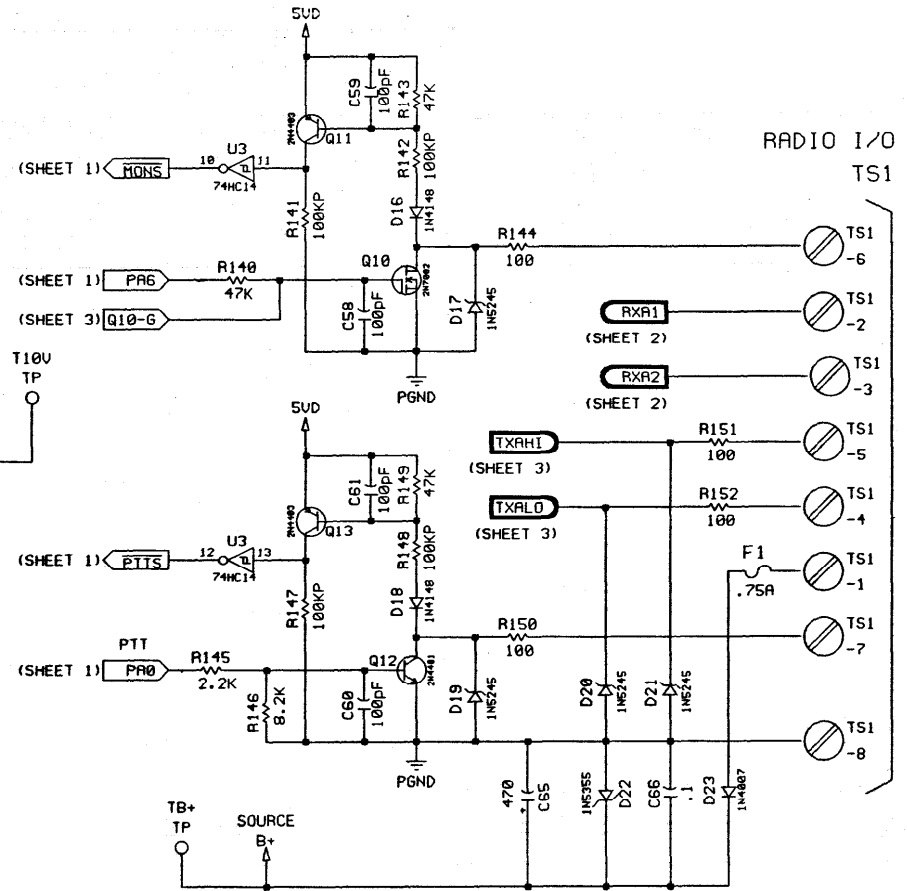 5VD
C59
100pF
R143
47K
2N4403
Q11
R142
100KP
RADIO I/O
TS1
(SHEET 1) MONS
10
U3
11
74HC14
R141
100KP
D16
1N4148
R144
100
TS1
-6
(SHEET 1) PA6
R140
47K
Q10
2N7002
C58
100pF
D17
1N5245
(SHEET 3) Q10-G
RXA1
(SHEET 2)
TS1
-2
PGND
T10V
TP
RXA2
(SHEET 2)
TS1
-3
5VD
C61
100pF
R149
47K
2N4403
Q13
R148
100KP
TXAHI
(SHEET 3)
R151
100
TS1
-5
TXALO
(SHEET 3)
R152
100
TS1
-4
(SHEET 1) PTTS
12
U3
13
74HC14
R147
100KP
D18
1N4148
F1
.75A
TS1
-1
R150
100
TS1
-7
PTT
(SHEET 1) PA0
R145
2.2K
R146
8.2K
Q12
2N4401
C60
100pF
D19
1N5245
D20
1N5245
D21
1N5245
TS1
-8
PGND
470
+
C65
1N5355
D22
C66
.1
D23
1N4007
TB+
TP
SOURCE
B+